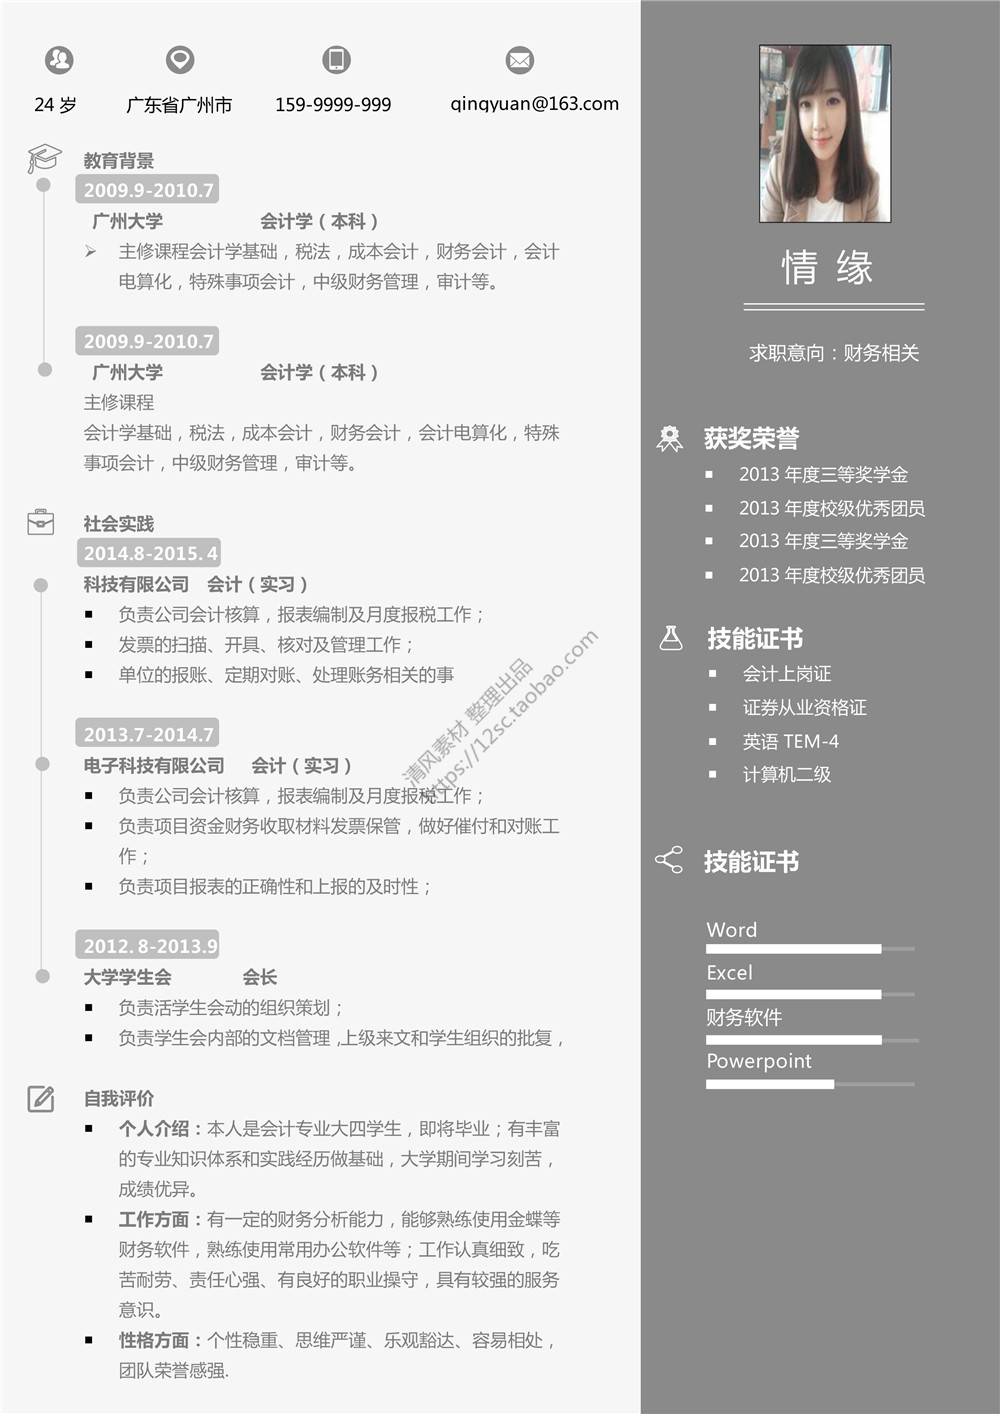 24 岁
广东省广州市
159-9999-999
qingyuan@163.com
教育背景
2009.9-2010.7
广州大学 会计学（本科）
主修课程会计学基础，税法，成本会计，财务会计，会计
电算化，特殊事项会计，中级财务管理，审计等。
2009.9-2010.7
广州大学 会计学（本科）
主修课程
会计学基础，税法，成本会计，财务会计，会计电算化，特殊
事项会计，中级财务管理，审计等。
社会实践
2014.8-2015. 4
科技有限公司 会计（实习）
负责公司会计核算，报表编制及月度报税工作；
发票的扫描、开具、核对及管理工作；
单位的报账、定期对账、处理账务相关的事
2013.7-2014.7
电子科技有限公司 会计（实习）
负责公司会计核算，报表编制及月度报税工作；
负责项目资金财务收取材料发票保管，做好催付和对账工
作；
负责项目报表的正确性和上报的及时性；
2012. 8-2013.9
大学学生会 会长
负责活学生会动的组织策划；
负责学生会内部的文档管理 ,上级来文和学生组织的批复，
自我评价
个人介绍：本人是会计专业大四学生，即将毕业；有丰富
的专业知识体系和实践经历做基础，大学期间学习刻苦，
成绩优异。
工作方面：有一定的财务分析能力，能够熟练使用金蝶等
财务软件，熟练使用常用办公软件等；工作认真细致，吃
苦耐劳、责任心强、有良好的职业操守，具有较强的服务
意识。
性格方面：个性稳重、思维严谨、乐观豁达、容易相处，
团队荣誉感强.
清风素材 整理出品
https://12sc.taobao.com
情 缘
求职意向：财务相关
获奖荣誉
2013 年度三等奖学金
2013 年度校级优秀团员
2013 年度三等奖学金
2013 年度校级优秀团员
技能证书
会计上岗证
证券从业资格证
英语 TEM-4
计算机二级
技能证书
Word
Excel
财务软件
Powerpoint